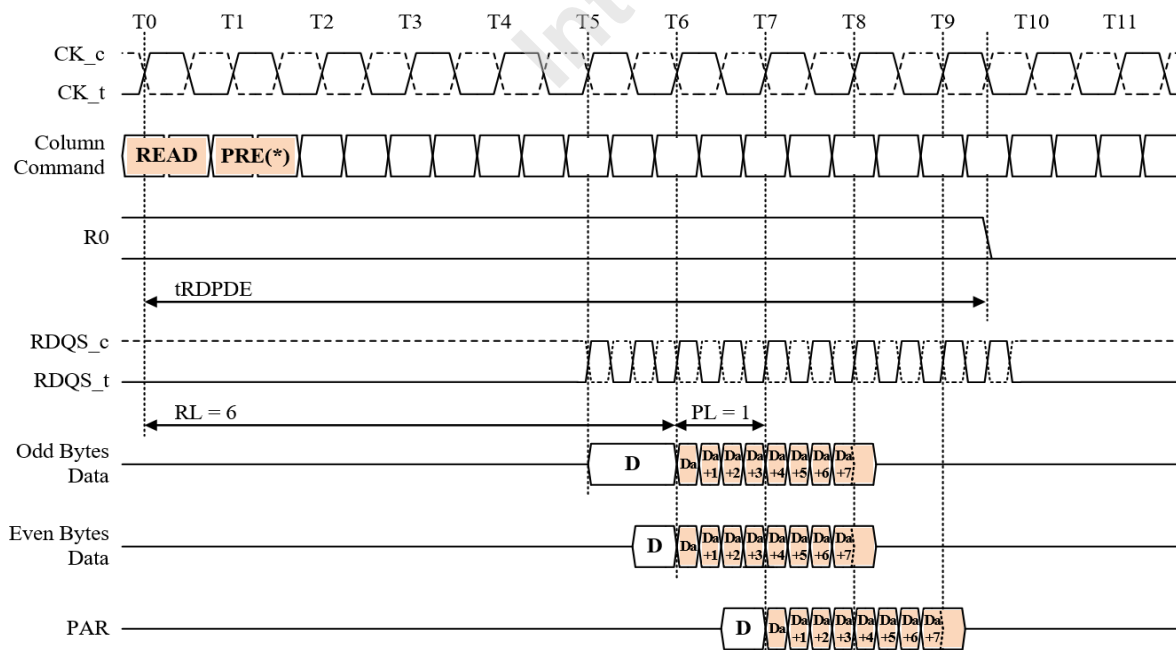 T0 T1 T2 T3 T4 T5 T6 T7 T8 T9 T10 T11
CK_c
CK_t
Column
Command
READ PRE(*)
R0
tRDPDE
RDQS_c
RDQS_t
RL = 6 PL = 1
Odd Bytes
Data
D Da Da+1 Da+2 Da+3 Da+4 Da+5 Da+6 Da+7
Even Bytes
Data
D Da Da+1 Da+2 Da+3 Da+4 Da+5 Da+6 Da+7
PAR
D Da Da+1 Da+2 Da+3 Da+4 Da+5 Da+6 Da+7
Int